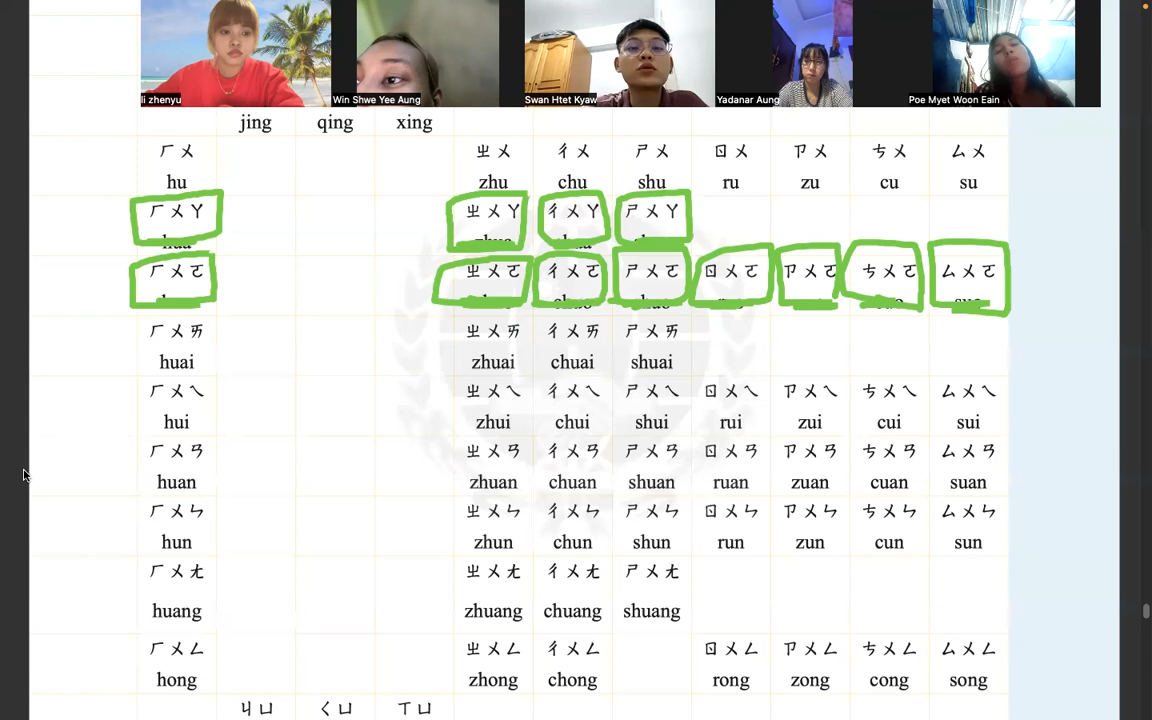 li zhenyu Win Shwe Yee Aung Swan Htet Kyaw Yadanar Aung Poe Myet Woon Eain
jing qing xing
ㄏㄨ ㄓㄨ ㄔㄨ ㄕㄨ ㄖㄨ ㄗㄨ ㄘㄨ ㄙㄨ
hu zhu chu shu ru zu cu su
ㄏㄨㄚ ㄓㄨㄚ ㄔㄨㄚ ㄕㄨㄚ
ㄏㄨㄛ ㄓㄨㄛ ㄔㄨㄛ ㄕㄨㄛ ㄖㄨㄛ ㄗㄨㄛ ㄘㄨㄛ ㄙㄨㄛ
ㄏㄨㄞ ㄓㄨㄞ ㄔㄨㄞ ㄕㄨㄞ
huai zhuai chuai shuai
ㄏㄨㄟ ㄓㄨㄟ ㄔㄨㄟ ㄕㄨㄟ ㄖㄨㄟ ㄗㄨㄟ ㄘㄨㄟ ㄙㄨㄟ
hui zhui chui shui rui zui cui sui
ㄏㄨㄢ ㄓㄨㄢ ㄔㄨㄢ ㄕㄨㄢ ㄖㄨㄢ ㄗㄨㄢ ㄘㄨㄢ ㄙㄨㄢ
huan zhuan chuan shuan ruan zuan cuan suan
ㄏㄨㄣ ㄓㄨㄣ ㄔㄨㄣ ㄕㄨㄣ ㄖㄨㄣ ㄗㄨㄣ ㄘㄨㄣ ㄙㄨㄣ
hun zhun chun shun run zun cun sun
ㄏㄨㄤ ㄓㄨㄤ ㄔㄨㄤ ㄕㄨㄤ
huang zhuang chuang shuang
ㄏㄨㄥ ㄓㄨㄥ ㄔㄨㄥ ㄖㄨㄥ ㄗㄨㄥ ㄘㄨㄥ ㄙㄨㄥ
hong zhong chong rong zong cong song
ㄐㄩ ㄑㄩ ㄒㄩ